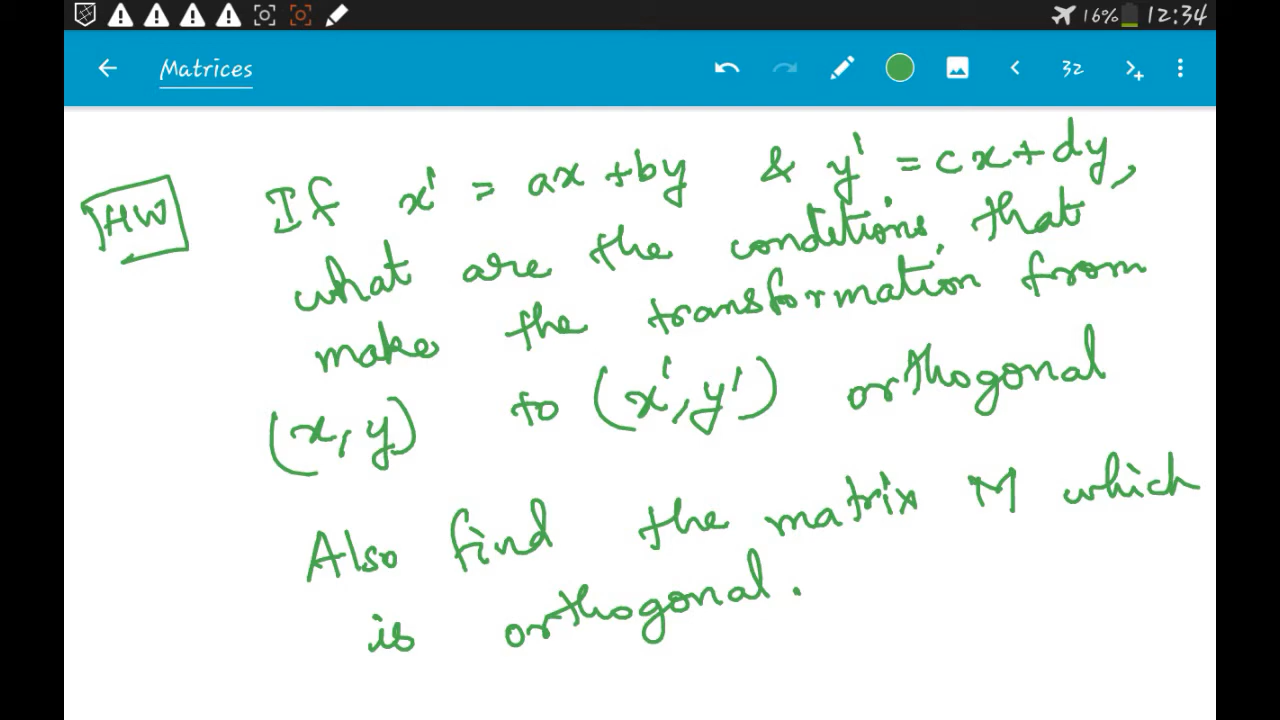 16% 12:34
Matrices
32
HW
If x' = ax + by & y' = cx + dy,
what are the conditions that
make the transformation from
(x, y) to (x', y') orthogonal
Also find the matrix M which
is orthogonal.